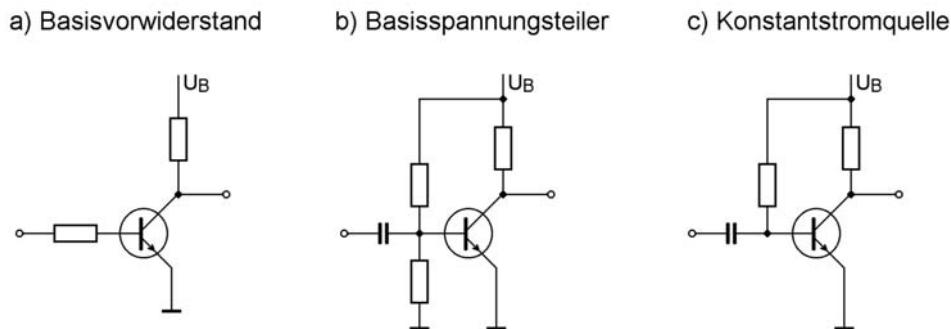 a) Basisvorwiderstand
b) Basisspannungsteiler
c) Konstantstromquelle
UB
UB
UB